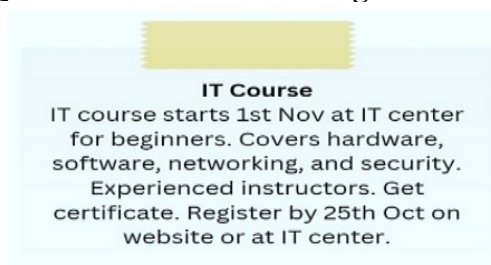 IT Course
IT course starts 1st Nov at IT center
for beginners. Covers hardware,
software, networking, and security.
Experienced instructors. Get
certificate. Register by 25th Oct on
website or at IT center.